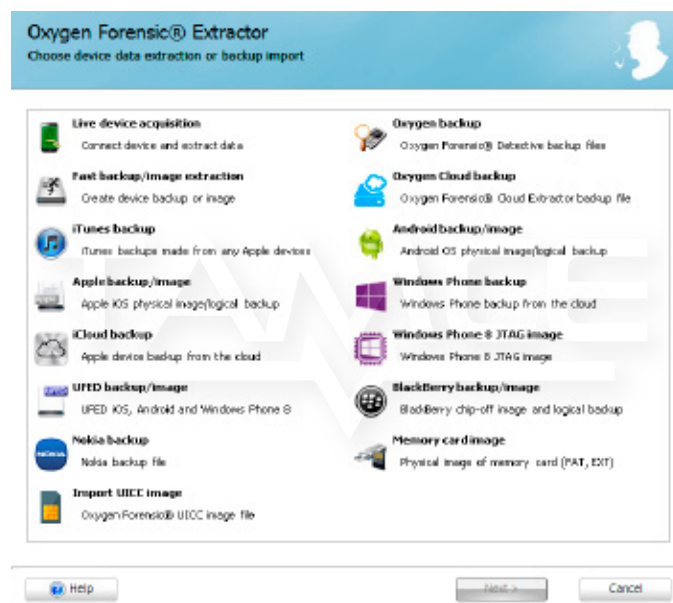 Oxygen Forensic® Extractor
Choose device data extraction or backup import
Live device acquisition
Connect device and extract data
Fast backup/image extraction
Create device backup or image
iTunes backup
iTunes backups made from any Apple devices
Apple backup/image
Apple iOS physical image/logical backup
iCloud backup
Apple device backup from the cloud
UFED backup/image
UFED iOS, Android and Windows Phone 8
NOKIA
Nokia backup
Nokia backup file
Import UICC image
Oxygen Forensic® UICC image file
Oxygen backup
Oxygen Forensic® Detective backup files
Oxygen Cloud backup
Oxygen Forensic® Cloud Extractor backup file
Android backup/image
Android OS physical image/logical backup
Windows Phone backup
Windows Phone backup from the cloud
Windows Phone 8 JTAG image
Windows Phone 8 JTAG image
BlackBerry backup/image
BlackBerry chip-off image and logical backup
Memory card image
Physical image of memory card (FAT, EXT)
Help
Next >
Cancel